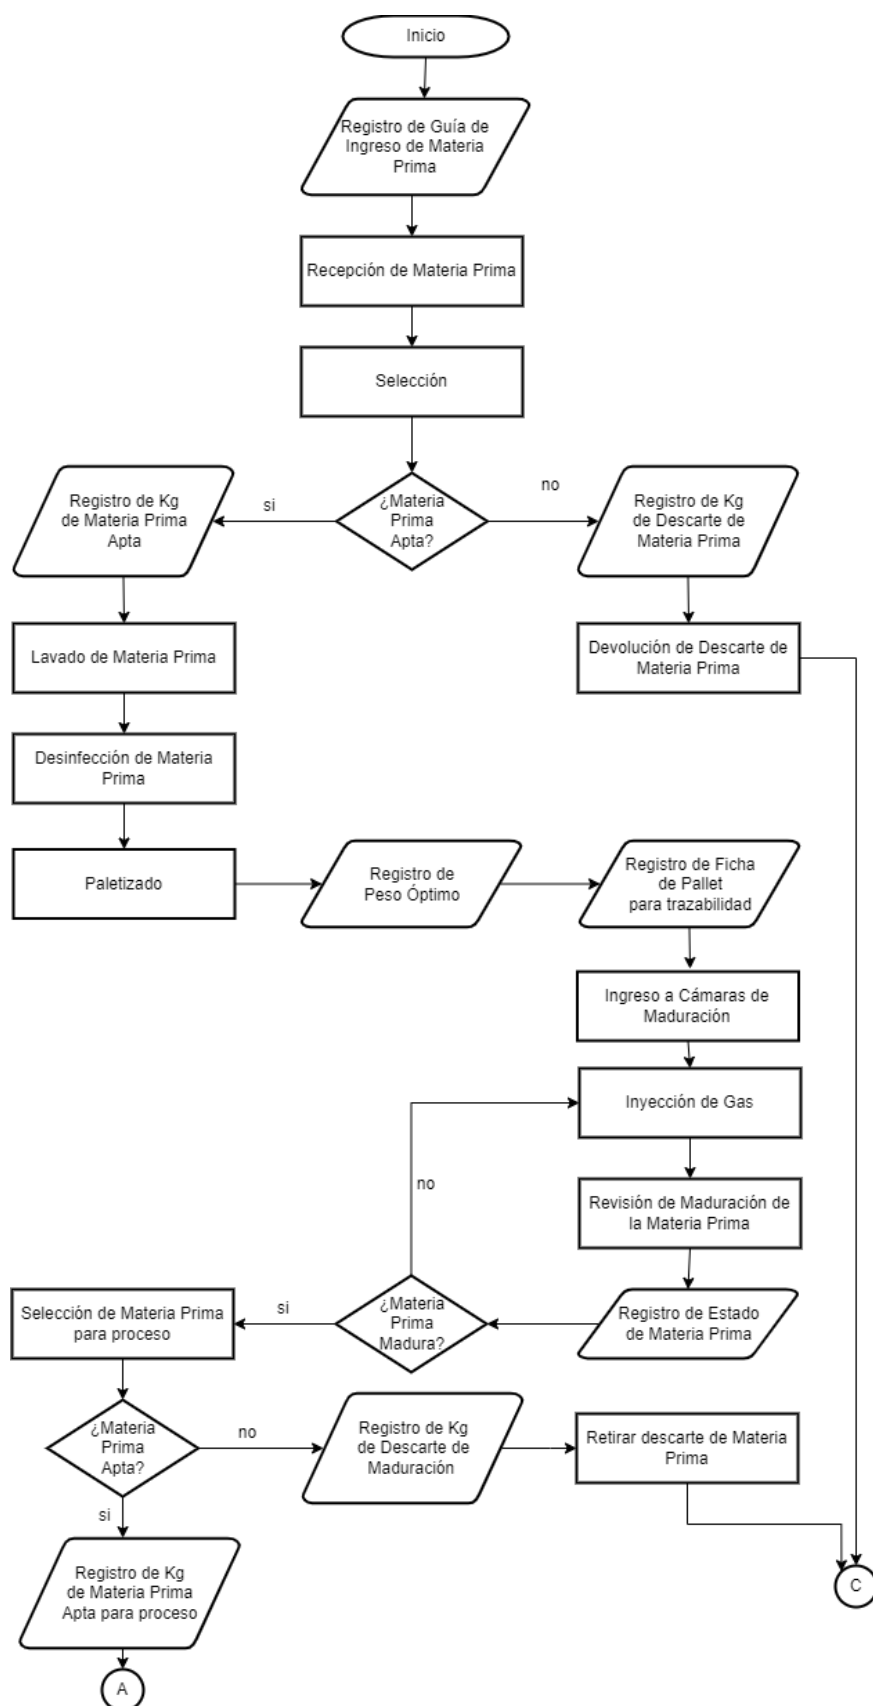 Inicio
Registro de Guía de
Ingreso de Materia
Prima
Recepción de Materia Prima
Selección
¿Materia
Prima
Apta?
si
no
Registro de Kg
de Materia Prima
Apta
Registro de Kg
de Descarte de
Materia Prima
Lavado de Materia Prima
Devolución de Descarte de
Materia Prima
Desinfección de Materia
Prima
Paletizado
Registro de
Peso Óptimo
Registro de Ficha
de Pallet
para trazabilidad
Ingreso a Cámaras de
Maduración
Inyección de Gas
no
Revisión de Maduración de
la Materia Prima
Registro de Estado
de Materia Prima
¿Materia
Prima
Madura?
si
Selección de Materia Prima
para proceso
¿Materia
Prima
Apta?
no
Registro de Kg
de Descarte de
Maduración
Retirar descarte de Materia
Prima
si
Registro de Kg
de Materia Prima
Apta para proceso
C
A